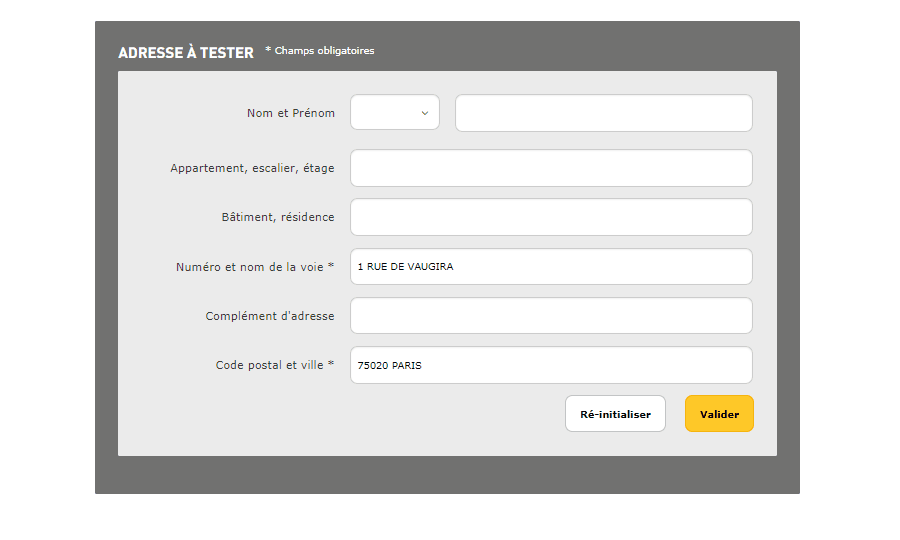 ADRESSE À TESTER * Champs obligatoires
Nom et Prénom
Appartement, escalier, étage
Bâtiment, résidence
Numéro et nom de la voie * 1 RUE DE VAUGIRA
Complément d'adresse
Code postal et ville * 75020 PARIS
Ré-initialiser Valider